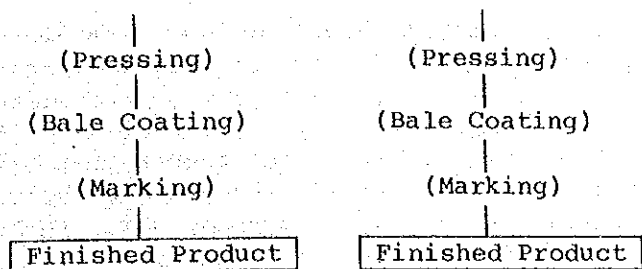 (Pressing) (Pressing)
(Bale Coating) (Bale Coating)
(Marking) (Marking)
Finished Product Finished Product